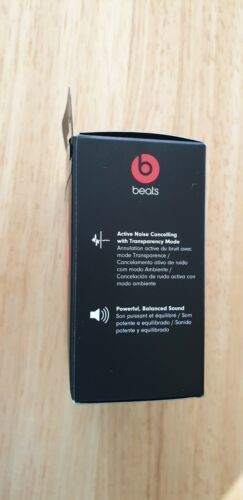 beats
Active Noise Cancelling
with Transparency Mode
Annulation active du bruit avec
mode Transparence /
Cancelamento ativo de ruído
com modo Ambiente /
Cancelación de ruido activa con
modo ambiente
Powerful, Balanced Sound
Son puissant et équilibré / Som
potente e equilibrado / Sonido
potente y equilibrado